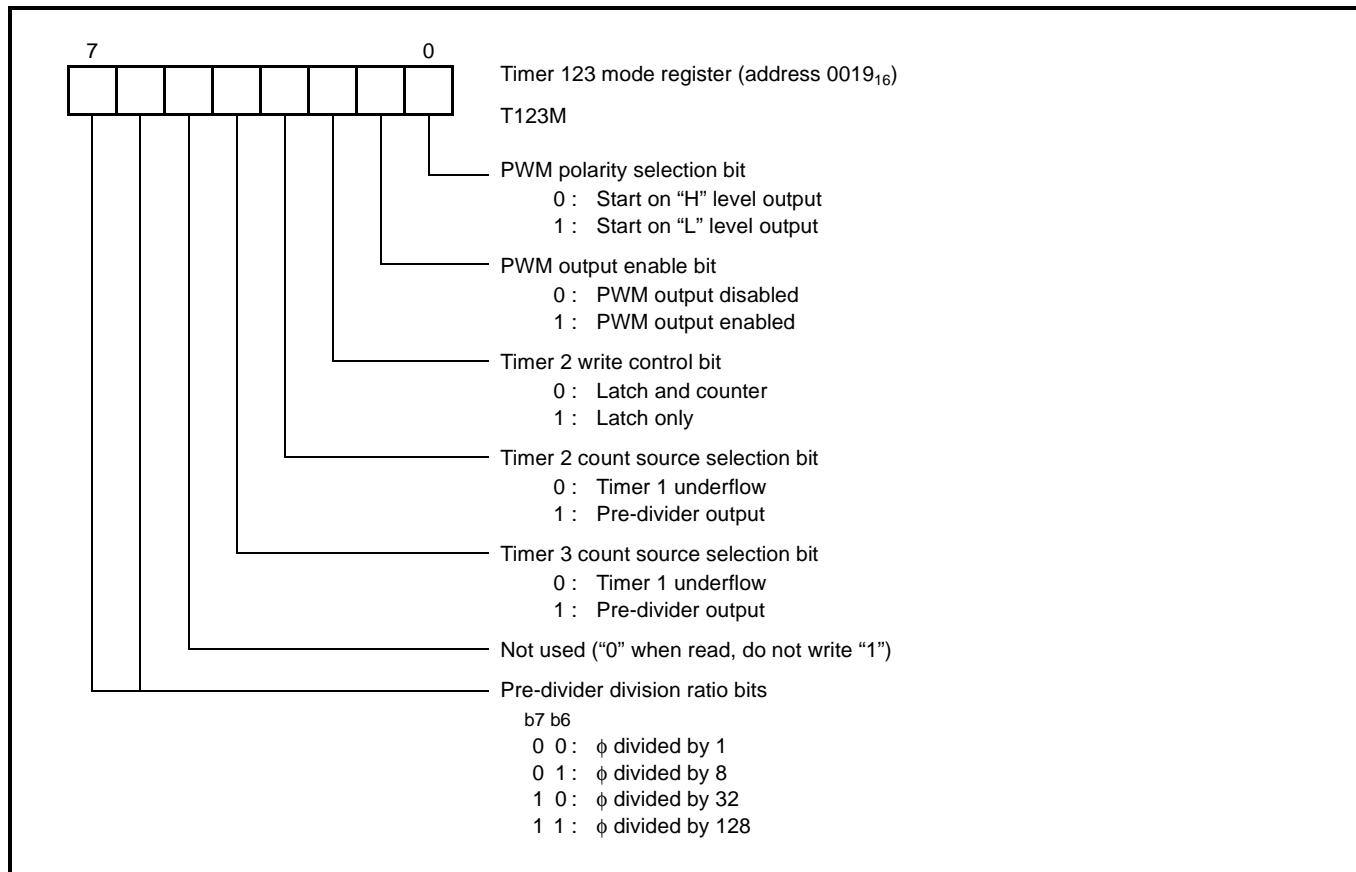 7 0
Timer 123 mode register (address 0019₁₆)
T123M
PWM polarity selection bit
0 : Start on “H” level output
1 : Start on “L” level output
PWM output enable bit
0 : PWM output disabled
1 : PWM output enabled
Timer 2 write control bit
0 : Latch and counter
1 : Latch only
Timer 2 count source selection bit
0 : Timer 1 underflow
1 : Pre-divider output
Timer 3 count source selection bit
0 : Timer 1 underflow
1 : Pre-divider output
Not used (“0” when read, do not write “1”)
Pre-divider division ratio bits
b7 b6
0 0 : ϕ divided by 1
0 1 : ϕ divided by 8
1 0 : ϕ divided by 32
1 1 : ϕ divided by 128